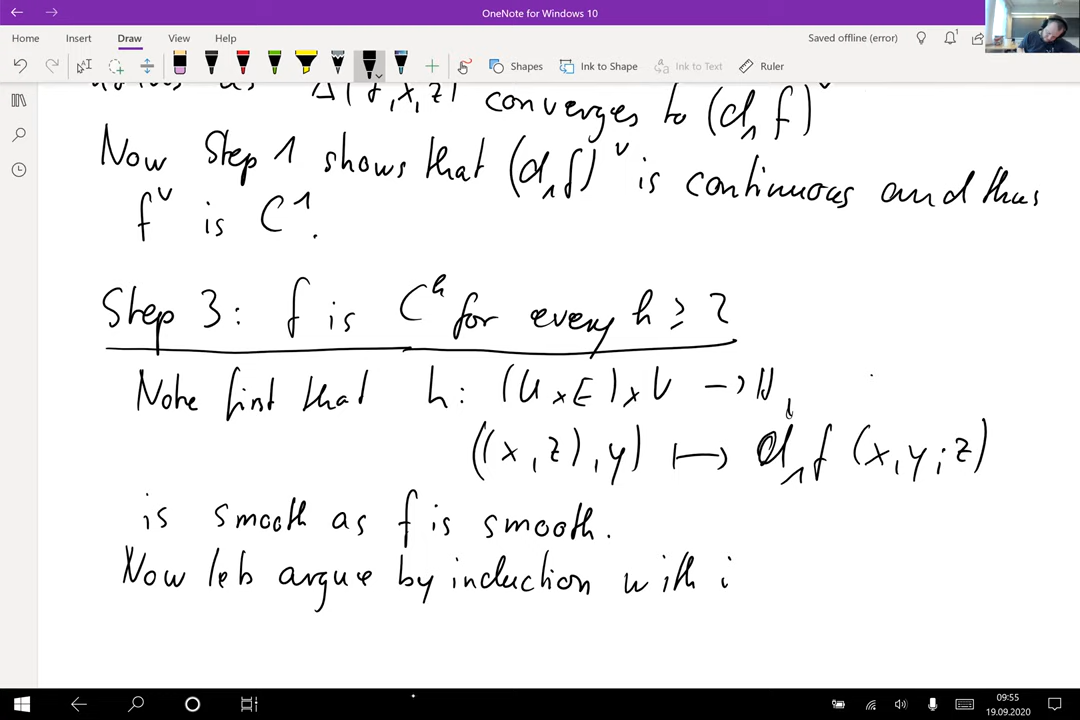 OneNote for Windows 10
Home Insert Draw View Help Saved offline (error)
Shapes Ink to Shape Ink to Text Ruler
Δ(f,x,z) converges to (d₁f)ᵛ
Now Step 1 shows that (d₁f)ᵛ is continuous and thus
fᵛ is C¹.
Step 3: f is Cᵏ for every k ≥ 2
Note first that h: (U×E)×V → H,
((x,z),y) ↦ d₁f(x,y;z)
is smooth as f is smooth.
Now let's argue by induction with i
09:55
19.09.2020